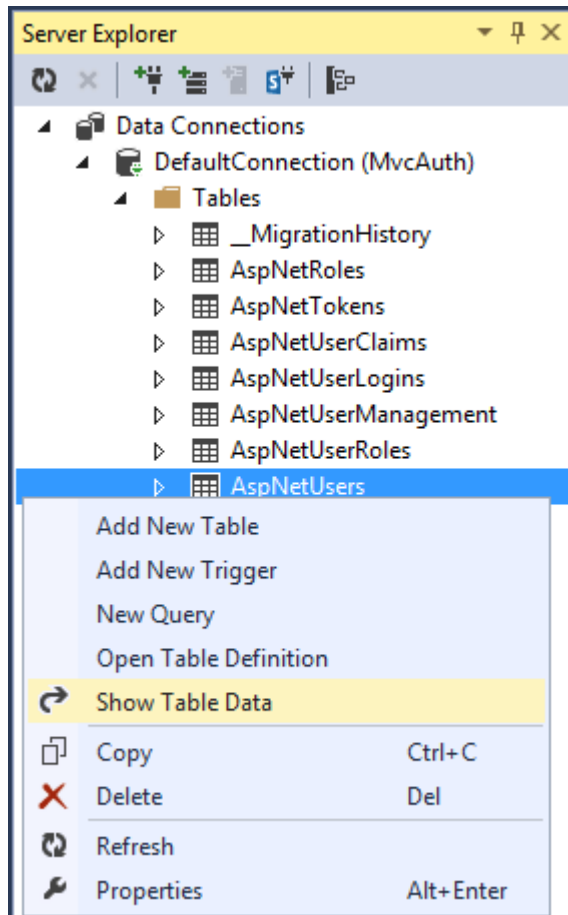 Server Explorer
Data Connections
DefaultConnection (MvcAuth)
Tables
__MigrationHistory
AspNetRoles
AspNetTokens
AspNetUserClaims
AspNetUserLogins
AspNetUserManagement
AspNetUserRoles
AspNetUsers
Add New Table
Add New Trigger
New Query
Open Table Definition
Show Table Data
Copy Ctrl+C
Delete Del
Refresh
Properties Alt+Enter